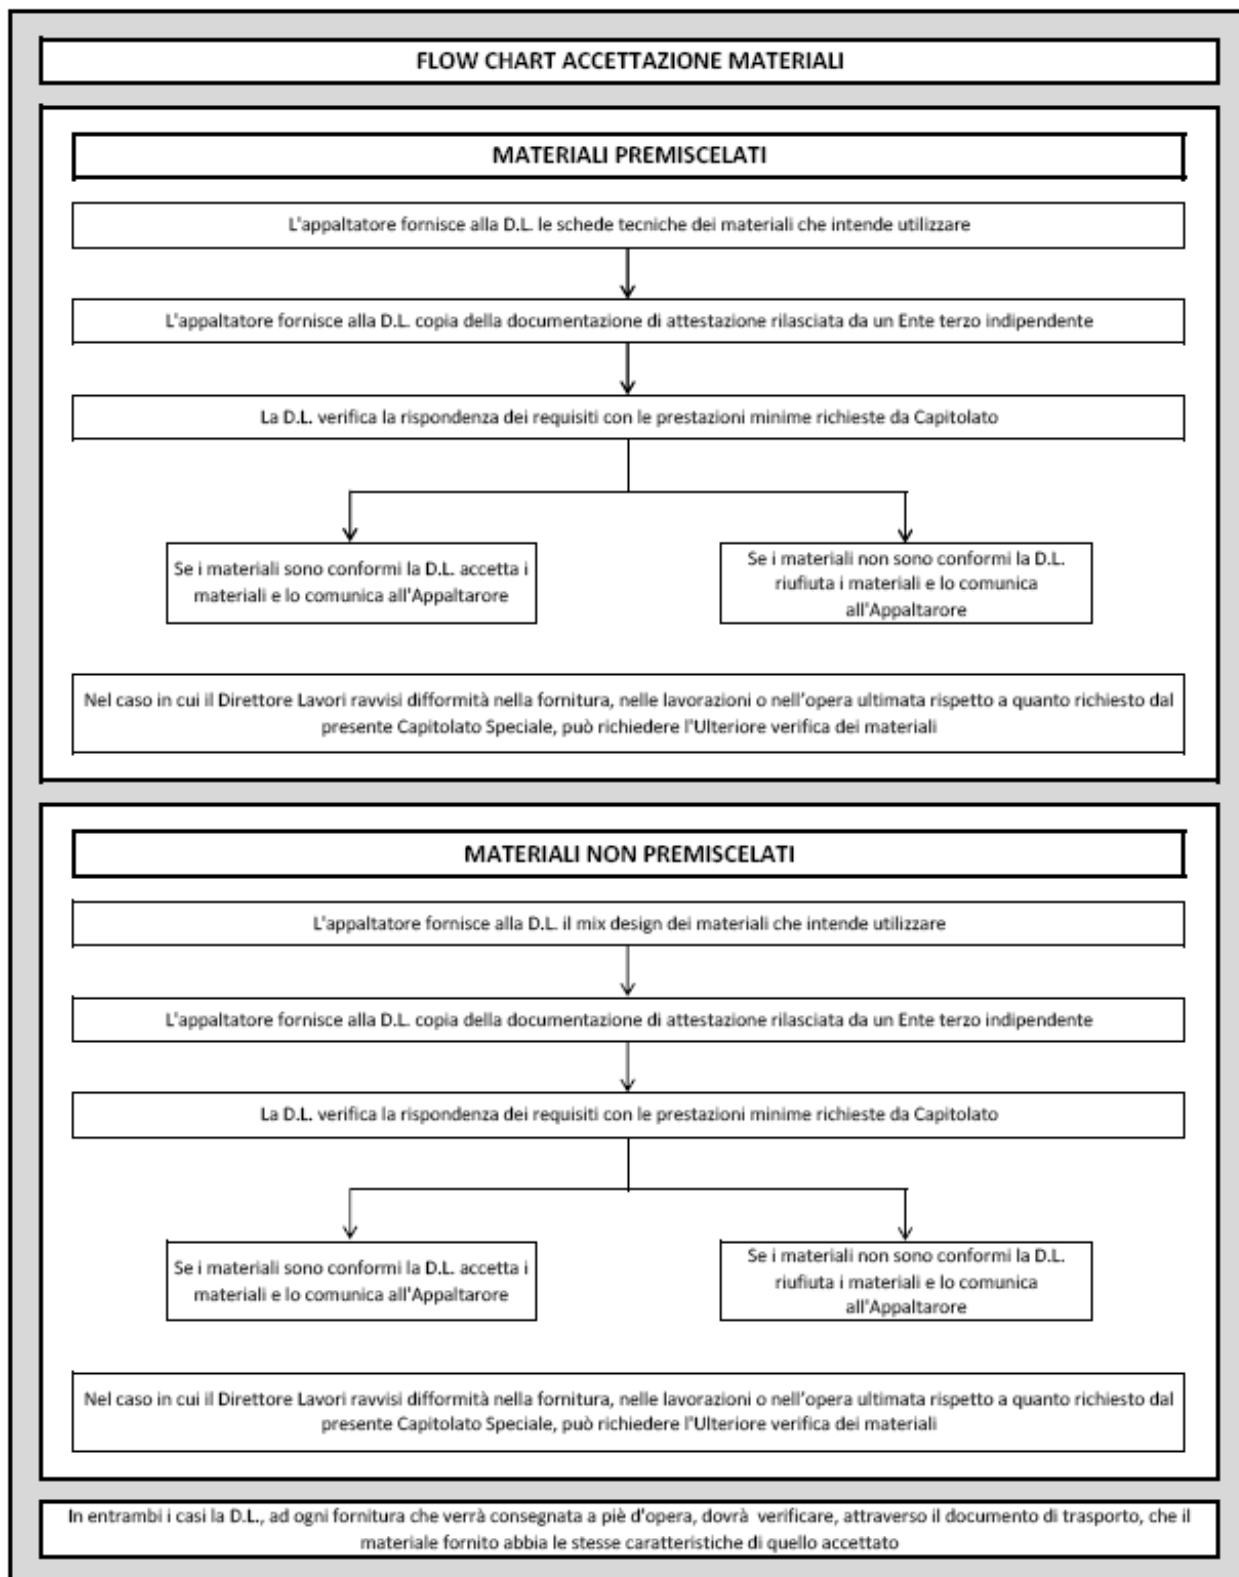 FLOW CHART ACCETTAZIONE MATERIALI
MATERIALI PREMISCELATI
L'appaltatore fornisce alla D.L. le schede tecniche dei materiali che intende utilizzare
L'appaltatore fornisce alla D.L. copia della documentazione di attestazione rilasciata da un Ente terzo indipendente
La D.L. verifica la rispondenza dei requisiti con le prestazioni minime richieste da Capitolato
Se i materiali sono conformi la D.L. accetta i
materiali e lo comunica all'Appaltarore
Se i materiali non sono conformi la D.L.
riufiuta i materiali e lo comunica
all'Appaltarore
Nel caso in cui il Direttore Lavori ravvisi difformità nella fornitura, nelle lavorazioni o nell'opera ultimata rispetto a quanto richiesto dal
presente Capitolato Speciale, può richiedere l'Ulteriore verifica dei materiali
MATERIALI NON PREMISCELATI
L'appaltatore fornisce alla D.L. il mix design dei materiali che intende utilizzare
L'appaltatore fornisce alla D.L. copia della documentazione di attestazione rilasciata da un Ente terzo indipendente
La D.L. verifica la rispondenza dei requisiti con le prestazioni minime richieste da Capitolato
Se i materiali sono conformi la D.L. accetta i
materiali e lo comunica all'Appaltarore
Se i materiali non sono conformi la D.L.
riufiuta i materiali e lo comunica
all'Appaltarore
Nel caso in cui il Direttore Lavori ravvisi difformità nella fornitura, nelle lavorazioni o nell'opera ultimata rispetto a quanto richiesto dal
presente Capitolato Speciale, può richiedere l'Ulteriore verifica dei materiali
In entrambi i casi la D.L., ad ogni fornitura che verrà consegnata a piè d'opera, dovrà verificare, attraverso il documento di trasporto, che il
materiale fornito abbia le stesse caratteristiche di quello accettato